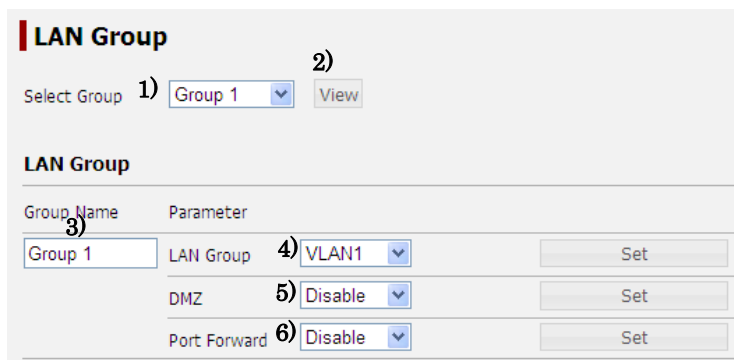 LAN Group
2)
Select Group 1) Group 1 View
LAN Group
Group Name Parameter
3)
Group 1 LAN Group 4) VLAN1 Set
DMZ 5) Disable Set
Port Forward 6) Disable Set